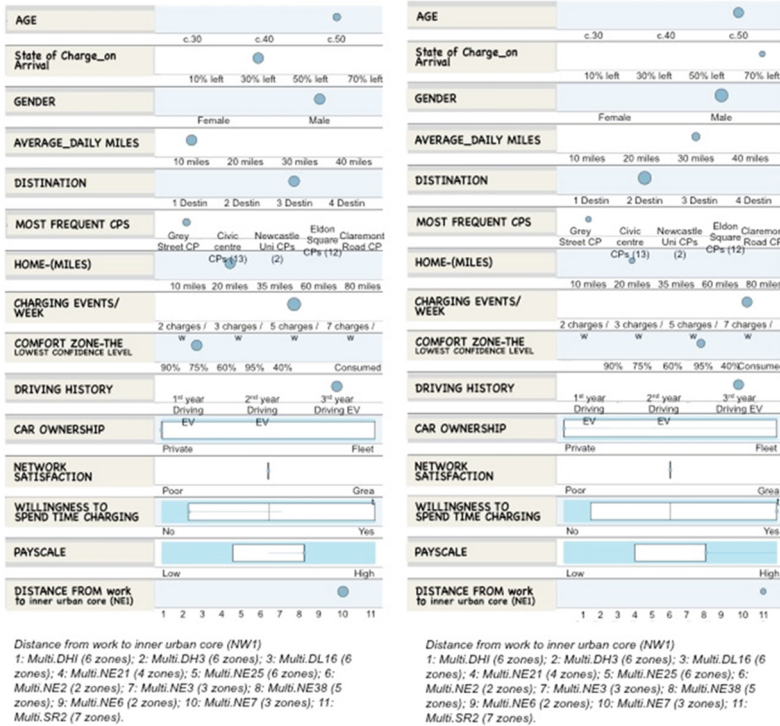 AGE
c.30 c.40 c.50
State of Charge_on
Arrival
10% left 30% left 50% left 70% left
GENDER
Female Male
AVERAGE_DAILY MILES
10 miles 20 miles 30 miles 40 miles
DISTINATION
1 Destin 2 Destin 3 Destin 4 Destin
MOST FREQUENT CPS
Grey Civic Newcastle Eldon Claremont
Street CP centre Uni CPs Square Road CP
CPs (13) (2) CPs (12)
HOME-(MILES)
10 miles 20 miles 35 miles 60 miles 80 miles
CHARGING EVENTS/
WEEK
2 charges / 3 charges / 5 charges / 7 charges /
w w w w
COMFORT ZONE-THE
LOWEST CONFIDENCE LEVEL
90% 75% 60% 95% 40% Consumed
DRIVING HISTORY
1st year 2nd year 3rd year
Driving Driving Driving EV
EV EV
CAR OWNERSHIP
Private Fleet
NETWORK
SATISFACTION
Poor Grea
t
WILLINGNESS TO
SPEND TIME CHARGING
No Yes
PAYSCALE
Low High
DISTANCE FROM work
to inner urban core (NE1)
1 2 3 4 5 6 7 8 9 10 11
Distance from work to inner urban core (NW1)
1: Multi.DHI (6 zones); 2: Multi.DH3 (6 zones); 3: Multi.DL16 (6
zones); 4: Multi.NE21 (4 zones); 5: Multi.NE25 (6 zones); 6:
Multi.NE2 (2 zones); 7: Multi.NE3 (3 zones); 8: Multi.NE38 (5
zones); 9: Multi.NE6 (2 zones); 10: Multi.NE7 (3 zones); 11:
Multi.SR2 (7 zones).
AGE
c.30 c.40 c.50
State of Charge_on
Arrival
10% left 30% left 50% left 70% left
GENDER
Female Male
AVERAGE_DAILY MILES
10 miles 20 miles 30 miles 40 miles
DISTINATION
1 Destin 2 Destin 3 Destin 4 Destin
MOST FREQUENT CPS
Grey Civic Newcastle Eldon Claremon
Street CP centre Uni CPs Square Road CP
CPs (13) (2) CPs (12)
HOME-(MILES)
10 miles 20 miles 35 miles 60 miles 80 miles
CHARGING EVENTS/
WEEK
2 charges / 3 charges / 5 charges / 7 charges /
w w w w
COMFORT ZONE-THE
LOWEST CONFIDENCE LEVEL
90% 75% 60% 95% 40%Consume
DRIVING HISTORY
1st year 2nd year 3rd year
Driving Driving Driving EV
EV EV
CAR OWNERSHIP
Private Fleet
NETWORK
SATISFACTION
Poor Grea
WILLINGNESS TO
SPEND TIME CHARGING
No Yes
PAYSCALE
Low High
DISTANCE FROM work
to inner urban core (NE1)
1 2 3 4 5 6 7 8 9 10 11
Distance from work to inner urban core (NW1)
1: Multi.DHI (6 zones); 2: Multi.DH3 (6 zones); 3: Multi.DL16 (6
zones); 4: Multi.NE21 (4 zones); 5: Multi.NE25 (6 zones); 6:
Multi.NE2 (2 zones); 7: Multi.NE3 (3 zones); 8: Multi.NE38 (5
zones); 9: Multi.NE6 (2 zones); 10: Multi.NE7 (3 zones); 11:
Multi.SR2 (7 zones).